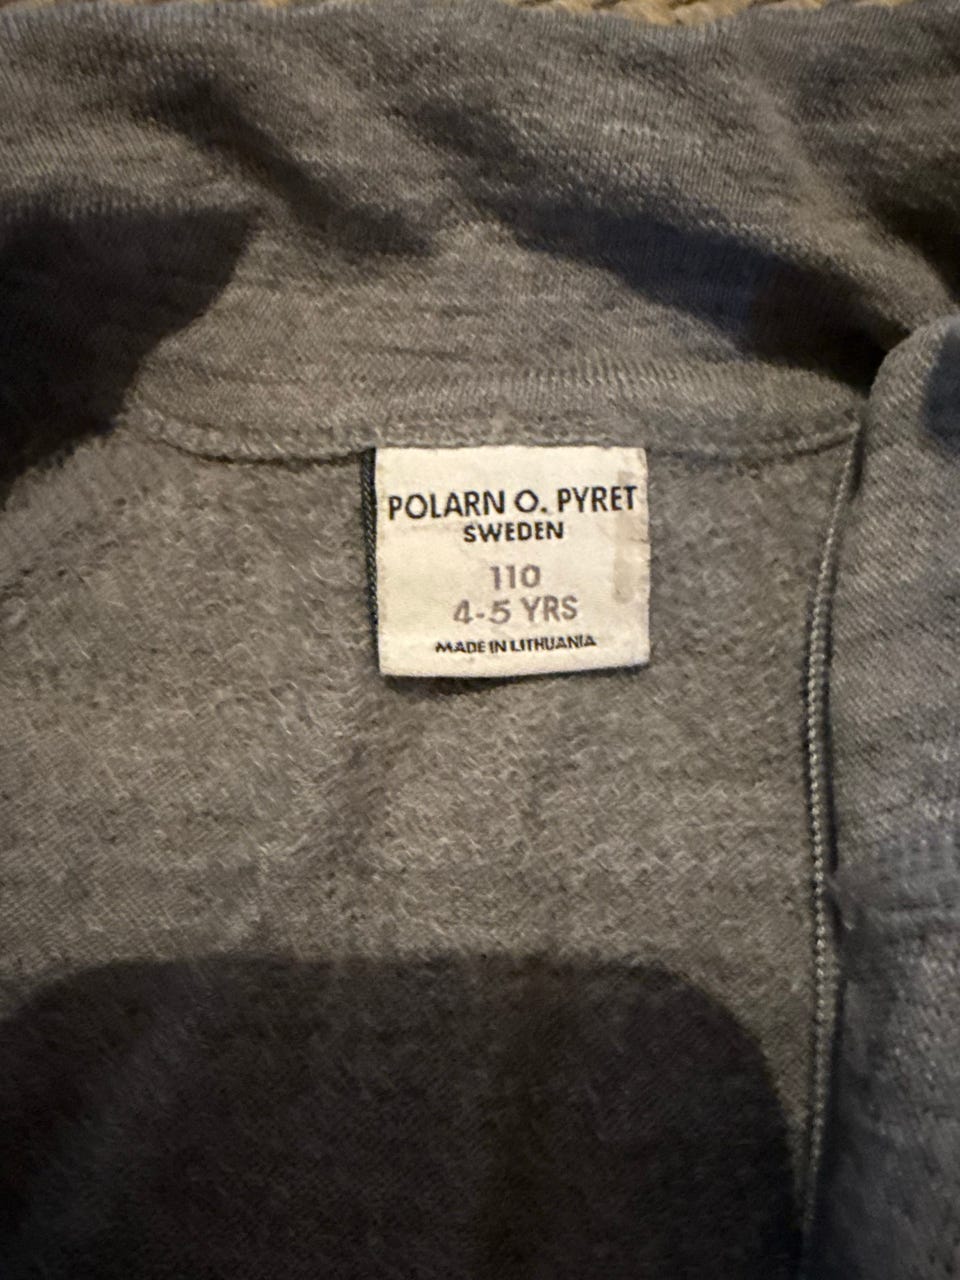 POLARN O. PYRET
SWEDEN
110
4-5 YRS
MADE IN LITHUANIA